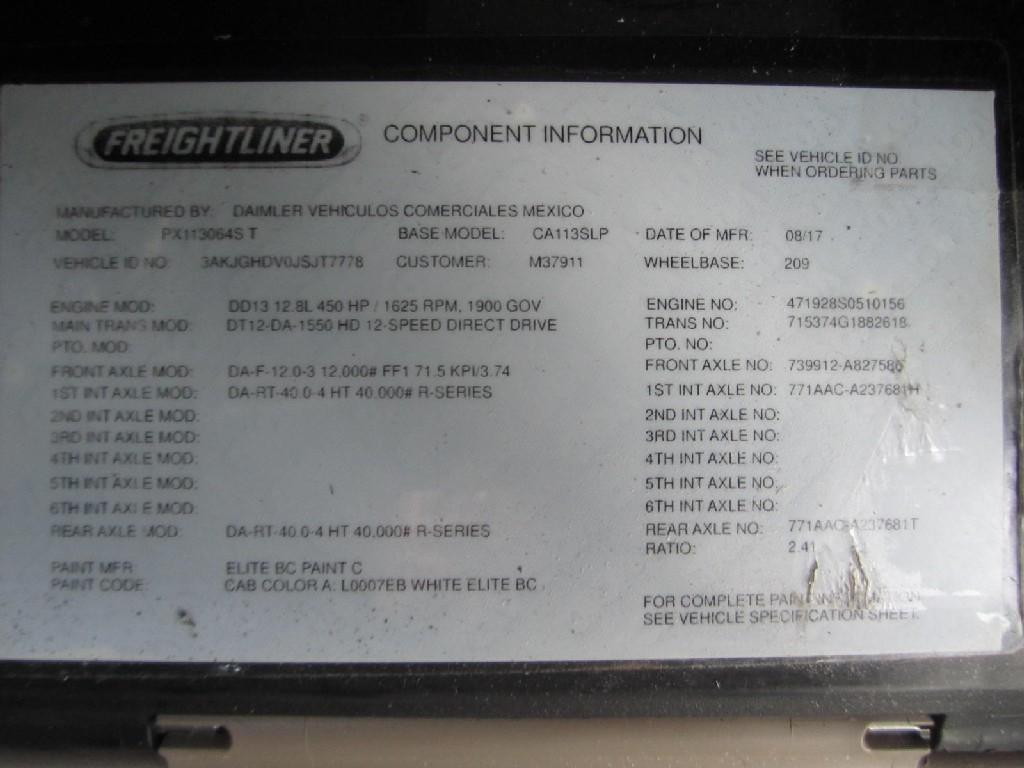 FREIGHTLINER
COMPONENT INFORMATION
SEE VEHICLE ID NO
WHEN ORDERING PARTS
MANUFACTURED BY: DAIMLER VEHICULOS COMERCIALES MEXICO
MODEL: PX113064S T BASE MODEL: CA113SLP DATE OF MFR: 08/17
VEHICLE ID NO: 3AKJGHDV0JSJT7778 CUSTOMER: M37911 WHEELBASE: 209
ENGINE MOD: DD13 12.8L 450 HP / 1625 RPM, 1900 GOV ENGINE NO: 471928S0510156
MAIN TRANS MOD: DT12-DA-1550 HD 12-SPEED DIRECT DRIVE TRANS NO: 715374G1882618
PTO. MOD: PTO. NO:
FRONT AXLE MOD: DA-F-12.0-3 12.000# FF1 71.5 KPI/3.74 FRONT AXLE NO: 739912-A827586
1ST INT AXLE MOD: DA-RT-40.0-4 HT 40.000# R-SERIES 1ST INT AXLE NO: 771AAC-A237681H
2ND INT AXLE MOD: 2ND INT AXLE NO:
3RD INT AXLE MOD: 3RD INT AXLE NO:
4TH INT AXLE MOD: 4TH INT AXLE NO:
5TH INT AXLE MOD: 5TH INT AXLE NO:
6TH INT AXLE MOD: 6TH INT AXLE NO:
REAR AXLE MOD: DA-RT-40.0-4 HT 40.000# R-SERIES REAR AXLE NO: 771AAC-A237681T
RATIO: 2.41
PAINT MFR: ELITE BC PAINT C
PAINT CODE: CAB COLOR A: L0007EB WHITE ELITE BC
FOR COMPLETE PAINT
SEE VEHICLE SPECIFICATION SHEET.